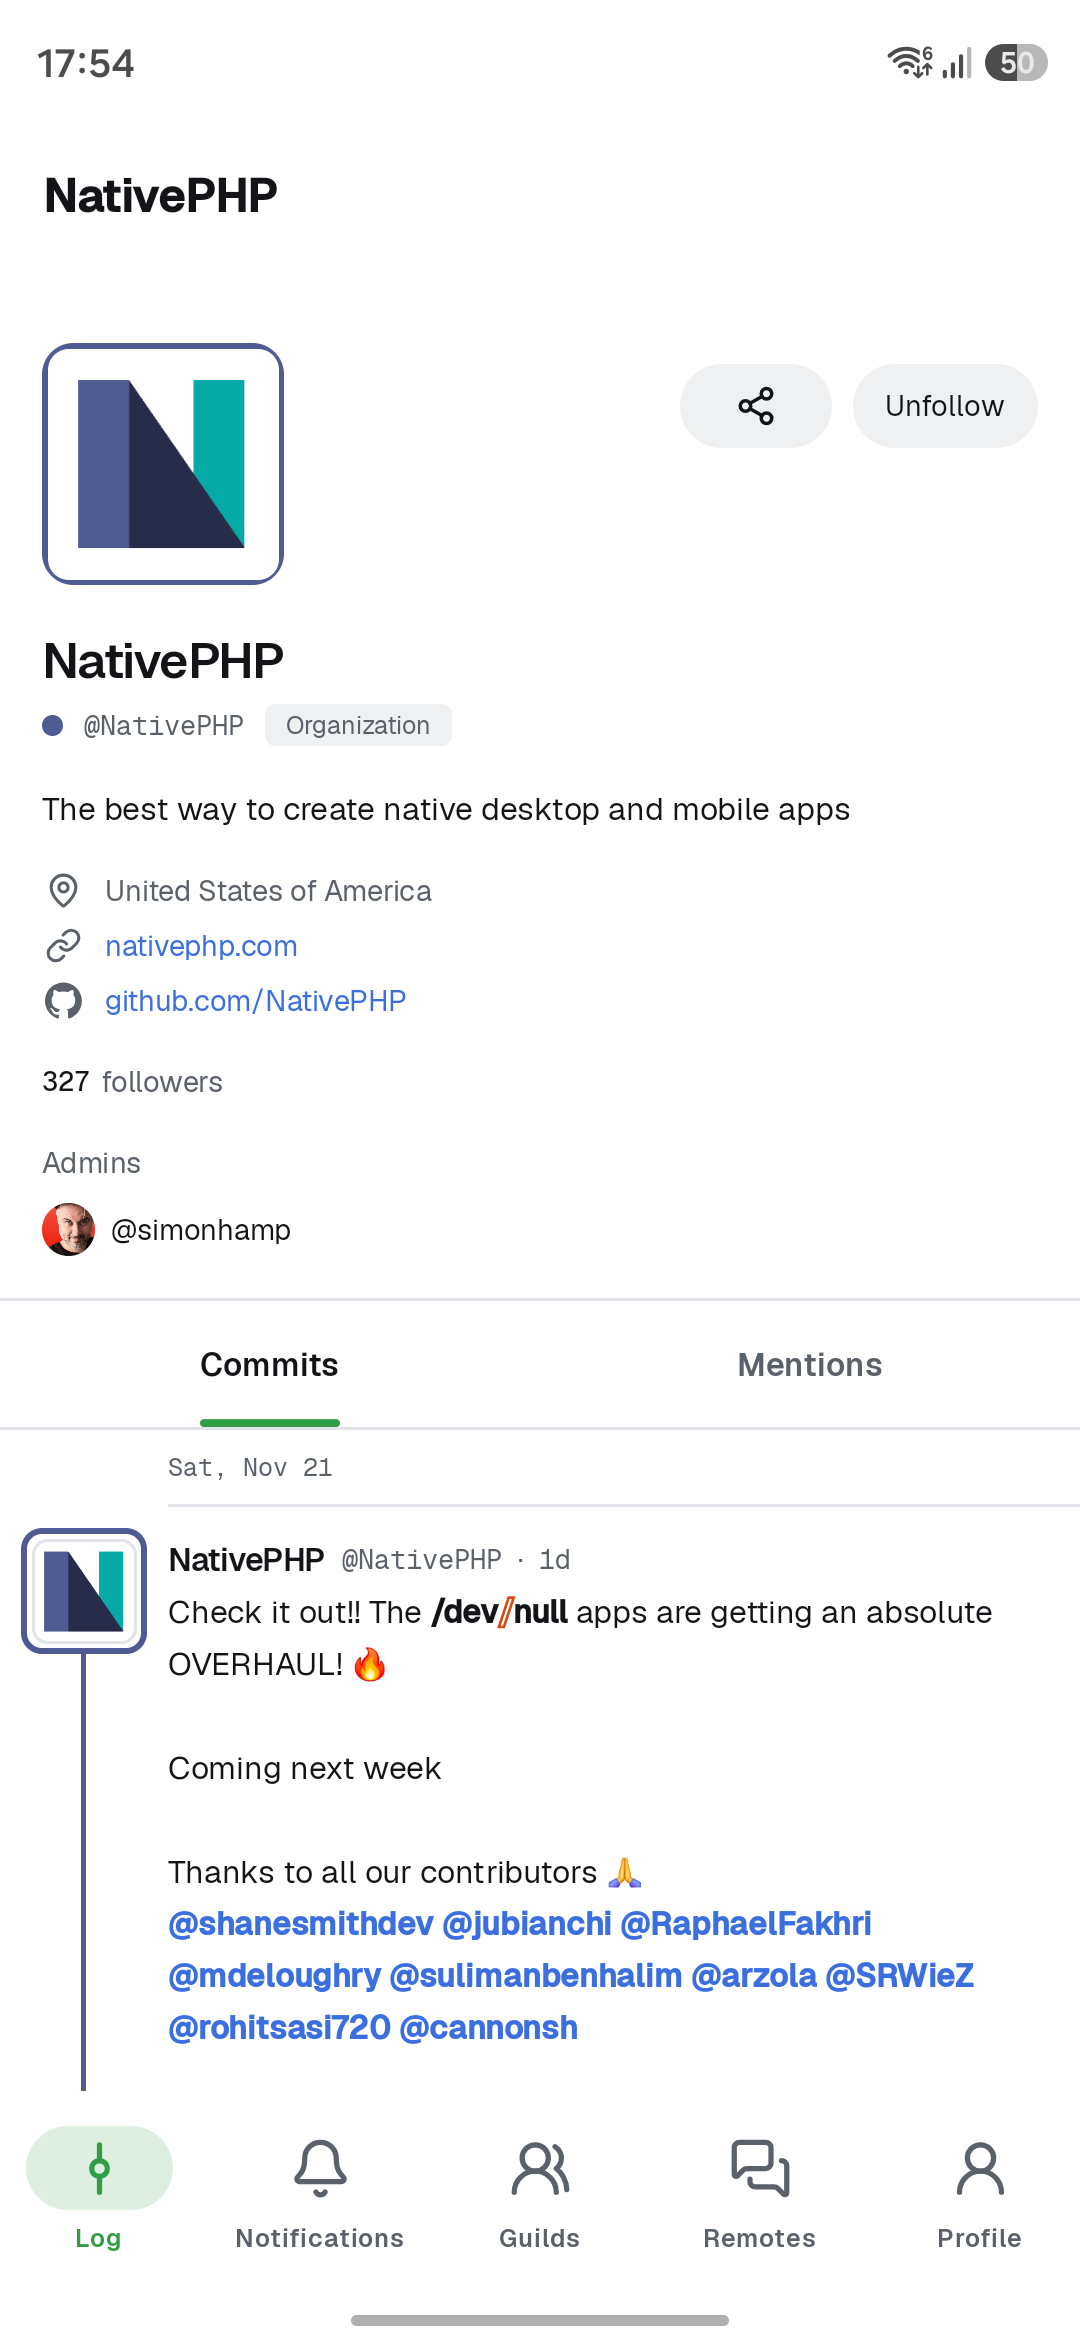 17:54
6
50
NativePHP
Unfollow
NativePHP
@NativePHP Organization
The best way to create native desktop and mobile apps
United States of America
nativephp.com
github.com/NativePHP
327 followers
Admins
@simonhamp
Commits Mentions
Sat, Nov 21
NativePHP @NativePHP · 1d
Check it out!! The /dev//null apps are getting an absolute
OVERHAUL! 🔥
Coming next week
Thanks to all our contributors 🙏
@shanesmithdev @jubianchi @RaphaelFakhri
@mdeloughry @sulimanbenhalim @arzola @SRWieZ
@rohitsasi720 @cannonsh
Log Notifications Guilds Remotes Profile